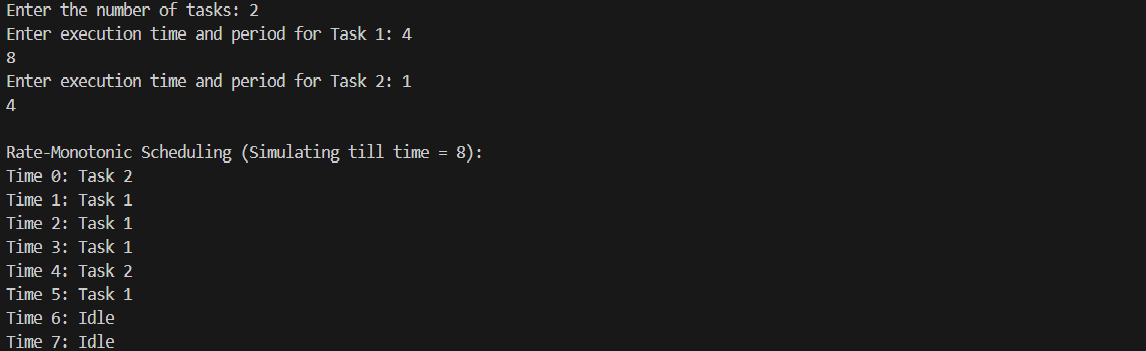 Enter the number of tasks: 2
Enter execution time and period for Task 1: 4
8
Enter execution time and period for Task 2: 1
4
Rate-Monotonic Scheduling (Simulating till time = 8):
Time 0: Task 2
Time 1: Task 1
Time 2: Task 1
Time 3: Task 1
Time 4: Task 2
Time 5: Task 1
Time 6: Idle
Time 7: Idle